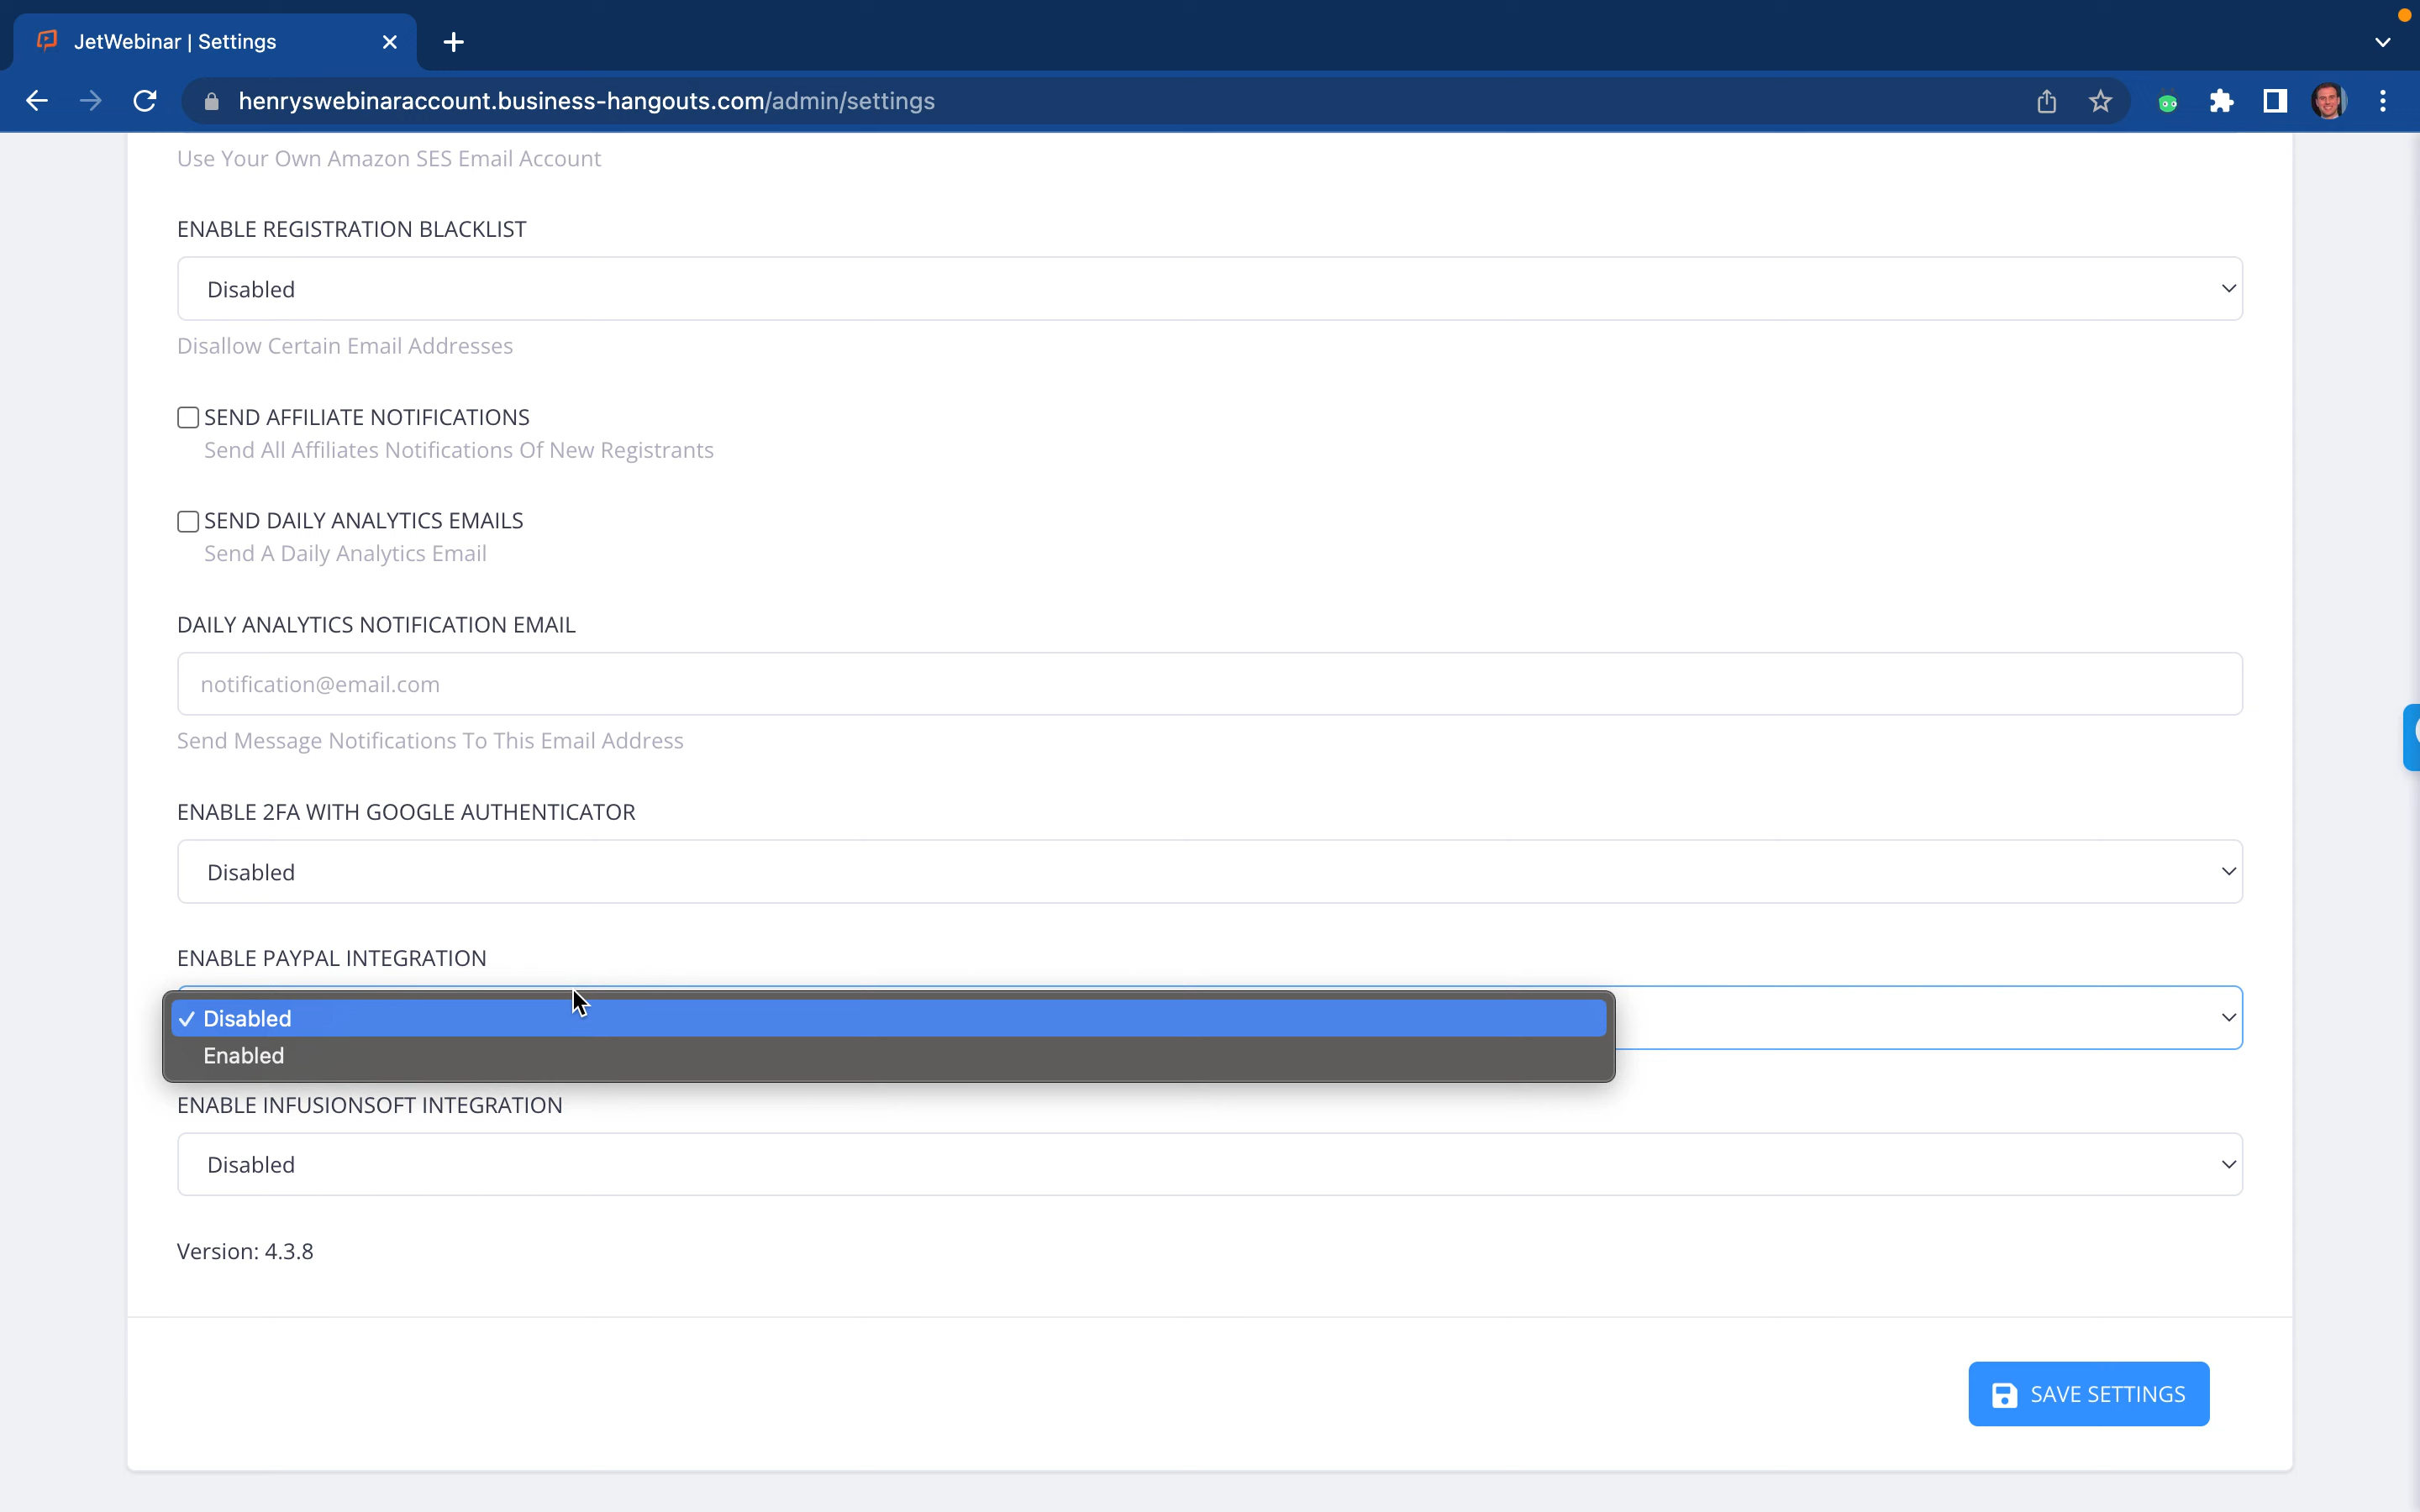 JetWebinar | Settings
henryswebinaraccount.business-hangouts.com/admin/settings
Use Your Own Amazon SES Email Account
ENABLE REGISTRATION BLACKLIST
Disabled
Disallow Certain Email Addresses
SEND AFFILIATE NOTIFICATIONS
Send All Affiliates Notifications Of New Registrants
SEND DAILY ANALYTICS EMAILS
Send A Daily Analytics Email
DAILY ANALYTICS NOTIFICATION EMAIL
notification@email.com
Send Message Notifications To This Email Address
ENABLE 2FA WITH GOOGLE AUTHENTICATOR
Disabled
ENABLE PAYPAL INTEGRATION
Disabled
Enabled
ENABLE INFUSIONSOFT INTEGRATION
Disabled
Version: 4.3.8
SAVE SETTINGS